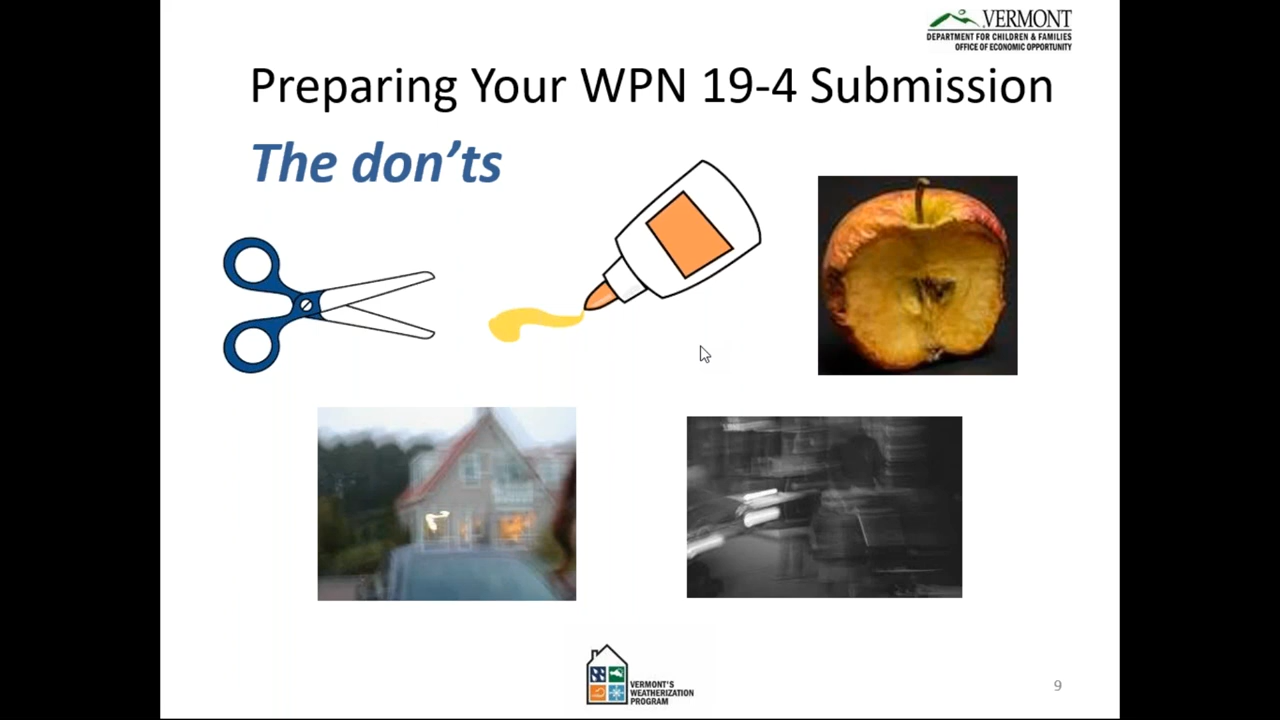 VERMONT
DEPARTMENT FOR CHILDREN & FAMILIES
OFFICE OF ECONOMIC OPPORTUNITY
Preparing Your WPN 19-4 Submission
The don’ts
VERMONT'S
WEATHERIZATION
PROGRAM
9